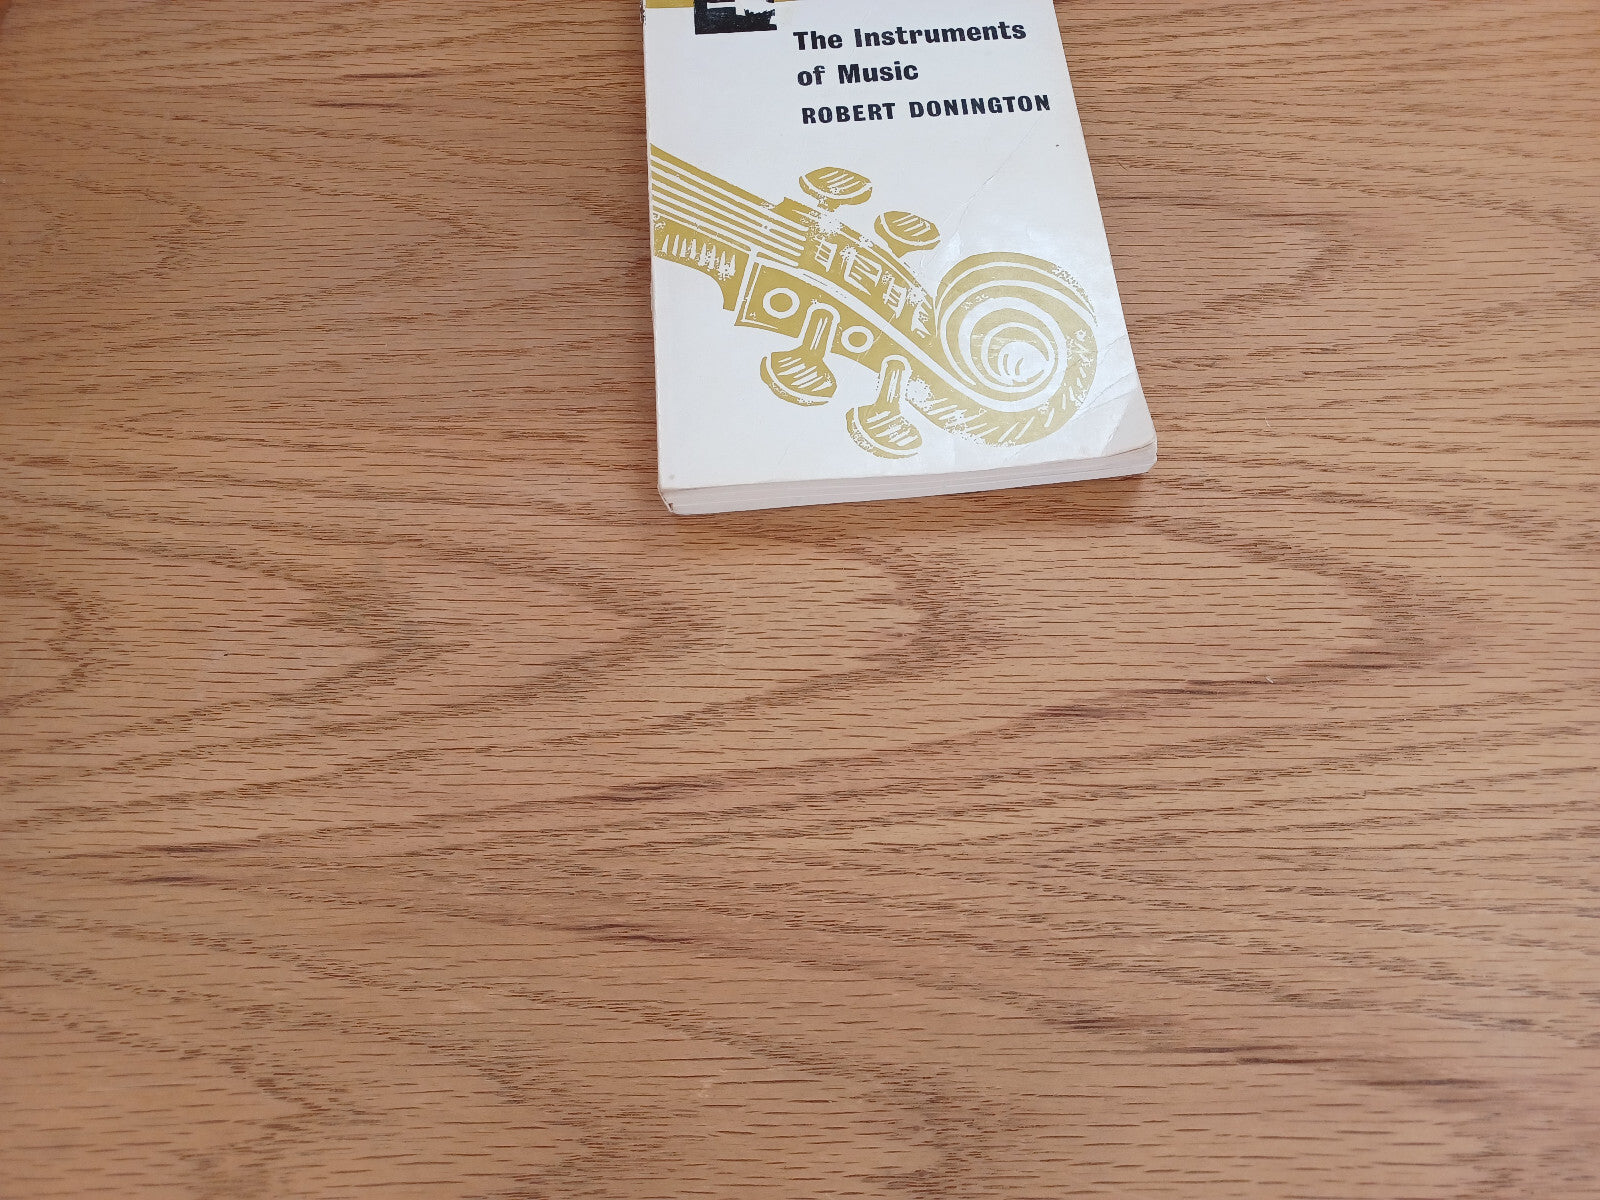 The Instruments
of Music
ROBERT DONINGTON